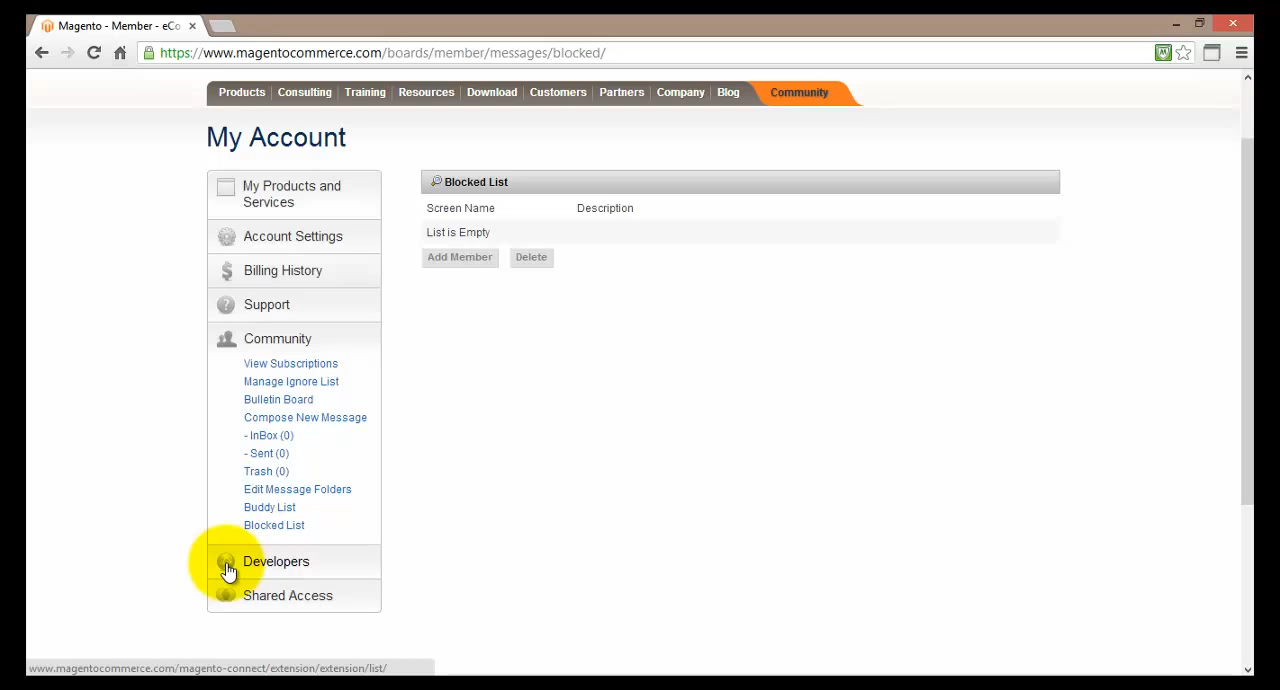 Magento - Member - eCo
https://www.magentocommerce.com/boards/member/messages/blocked/
Products Consulting Training Resources Download Customers Partners Company Blog Community
My Account
My Products and
Services
Account Settings
Billing History
Support
Community
View Subscriptions
Manage Ignore List
Bulletin Board
Compose New Message
- InBox (0)
- Sent (0)
Trash (0)
Edit Message Folders
Buddy List
Blocked List
Developers
Shared Access
Blocked List
Screen Name Description
List is Empty
Add Member Delete
www.magentocommerce.com/magento-connect/extension/extension/list/